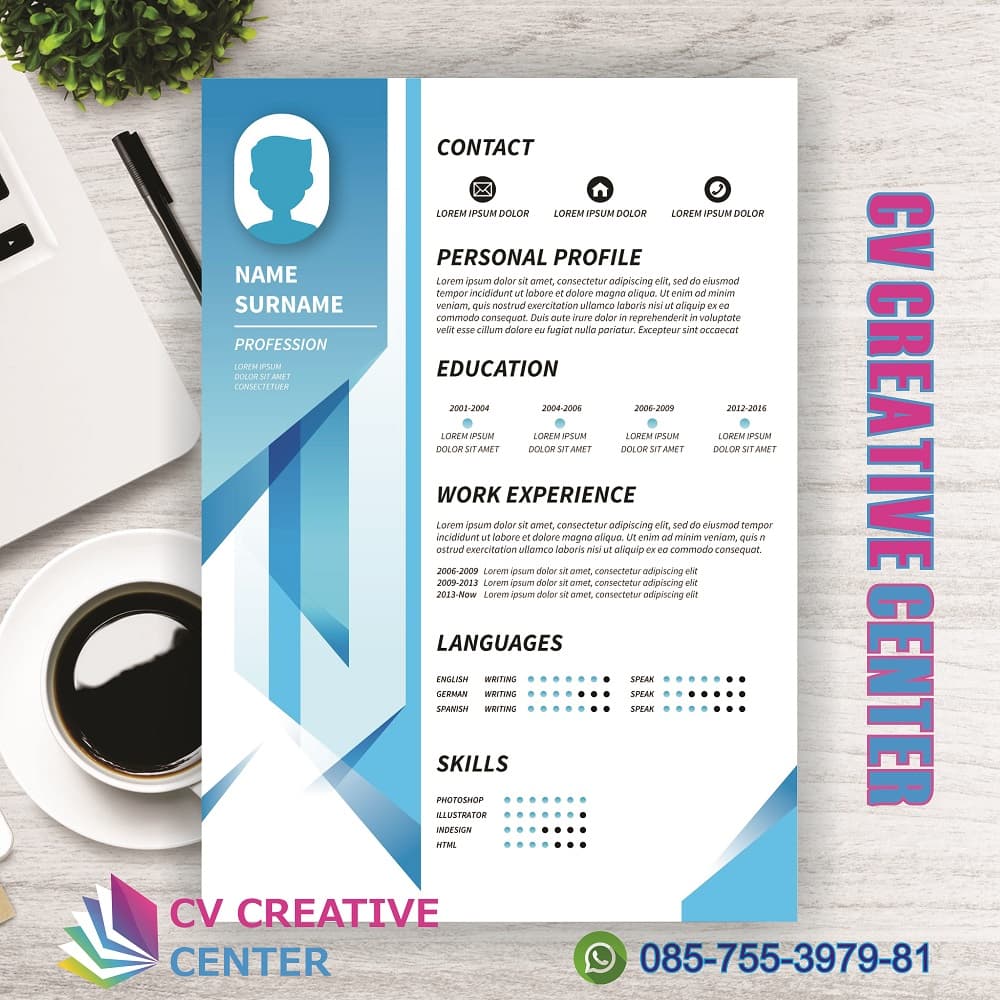 NAME
SURNAME
PROFESSION
LOREM IPSUM
DOLOR SIT AMET
CONSECTETUER
CONTACT
LOREM IPSUM DOLOR LOREM IPSUM DOLOR LOREM IPSUM DOLOR
PERSONAL PROFILE
Lorem ipsum dolor sit amet, consectetur adipiscing elit, sed do eiusmod
tempor incididunt ut labore et dolore magna aliqua. Ut enim ad minim
veniam, quis nostrud exercitation ullamco laboris nisi ut aliquip ex ea
commodo consequat. Duis aute irure dolor in reprehenderit in voluptate
velit esse cillum dolore eu fugiat nulla pariatur. Excepteur sint occaecat
EDUCATION
2001-2004 2004-2006 2006-2009 2012-2016
LOREM IPSUM LOREM IPSUM LOREM IPSUM LOREM IPSUM
DOLOR SIT AMET DOLOR SIT AMET DOLOR SIT AMET DOLOR SIT AMET
WORK EXPERIENCE
Lorem ipsum dolor sit amet, consectetur adipiscing elit, sed do eiusmod tempor
incididunt ut labore et dolore magna aliqua. Ut enim ad minim veniam, quis n
ostrud exercitation ullamco laboris nisi ut aliquip ex ea commodo consequat.
2006-2009 Lorem ipsum dolor sit amet, consectetur adipiscing elit
2009-2013 Lorem ipsum dolor sit amet, consectetur adipiscing elit
2013-Now Lorem ipsum dolor sit amet, consectetur adipiscing elit
LANGUAGES
ENGLISH WRITING SPEAK
GERMAN WRITING SPEAK
SPANISH WRITING SPEAK
SKILLS
PHOTOSHOP
ILLUSTRATOR
INDESIGN
HTML
CV CREATIVE CENTER
CV CREATIVE
CENTER
085-755-3979-81